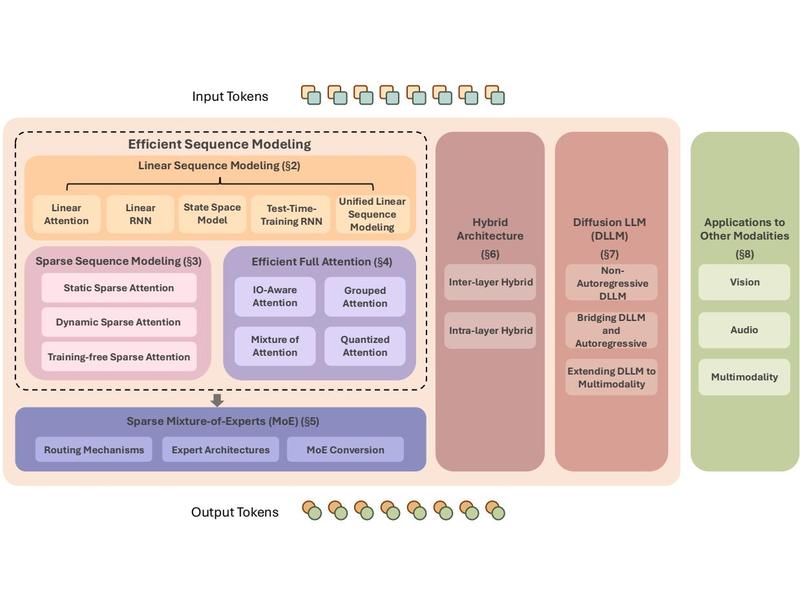 Input Tokens
Efficient Sequence Modeling
Linear Sequence Modeling (§2)
Linear
Attention
Linear
RNN
State Space
Model
Test-Time-
Training RNN
Unified Linear
Sequence
Modeling
Sparse Sequence Modeling (§3)
Static Sparse Attention
Dynamic Sparse Attention
Training-free Sparse Attention
Efficient Full Attention (§4)
IO-Aware
Attention
Grouped
Attention
Mixture of
Attention
Quantized
Attention
Sparse Mixture-of-Experts (MoE) (§5)
Routing Mechanisms
Expert Architectures
MoE Conversion
Hybrid
Architecture
(§6)
Inter-layer Hybrid
Intra-layer Hybrid
Diffusion LLM
(DLLM)
(§7)
Non-
Autoregressive
DLLM
Bridging DLLM
and
Autoregressive
Extending DLLM to
Multimodality
Applications to
Other Modalities
(§8)
Vision
Audio
Multimodality
Output Tokens